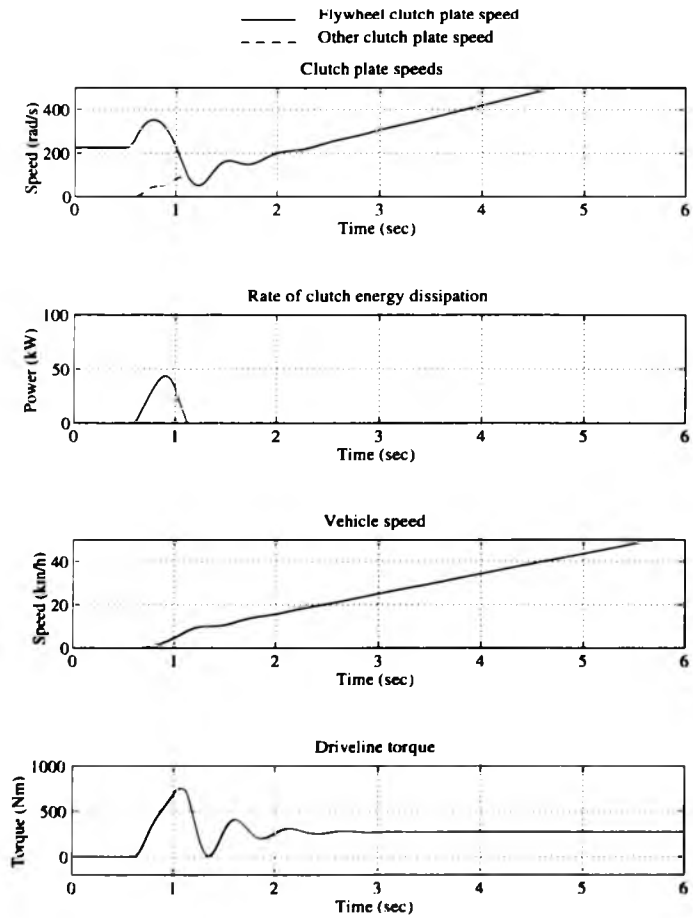 Flywheel clutch plate speed
Other clutch plate speed
Clutch plate speeds
Speed (rad/s)
400
200
0
0 1 2 3 4 5 6
Time (sec)
Rate of clutch energy dissipation
Power (kW)
100
50
0
0 1 2 3 4 5 6
Time (sec)
Vehicle speed
Speed (km/h)
40
20
0
0 1 2 3 4 5 6
Time (sec)
Driveline torque
Torque (Nm)
1000
500
0
0 1 2 3 4 5 6
Time (sec)